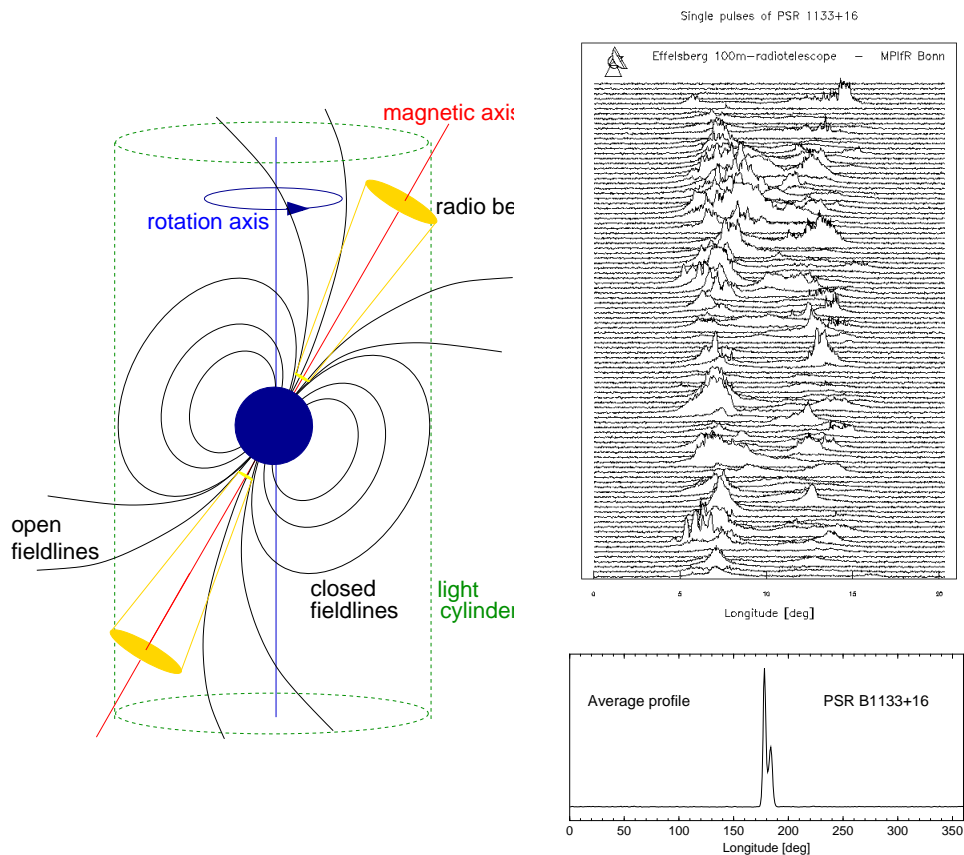 magnetic axis
radio be
rotation axis
open
fieldlines
closed
fieldlines
light
cylinder
Single pulses of PSR 1133+16
Effelsberg 100m-radiotelescope - MPIfR Bonn
0 5 10 15 20
Longitude [deg]
Average profile
PSR B1133+16
0 50 100 150 200 250 300 350
Longitude [deg]